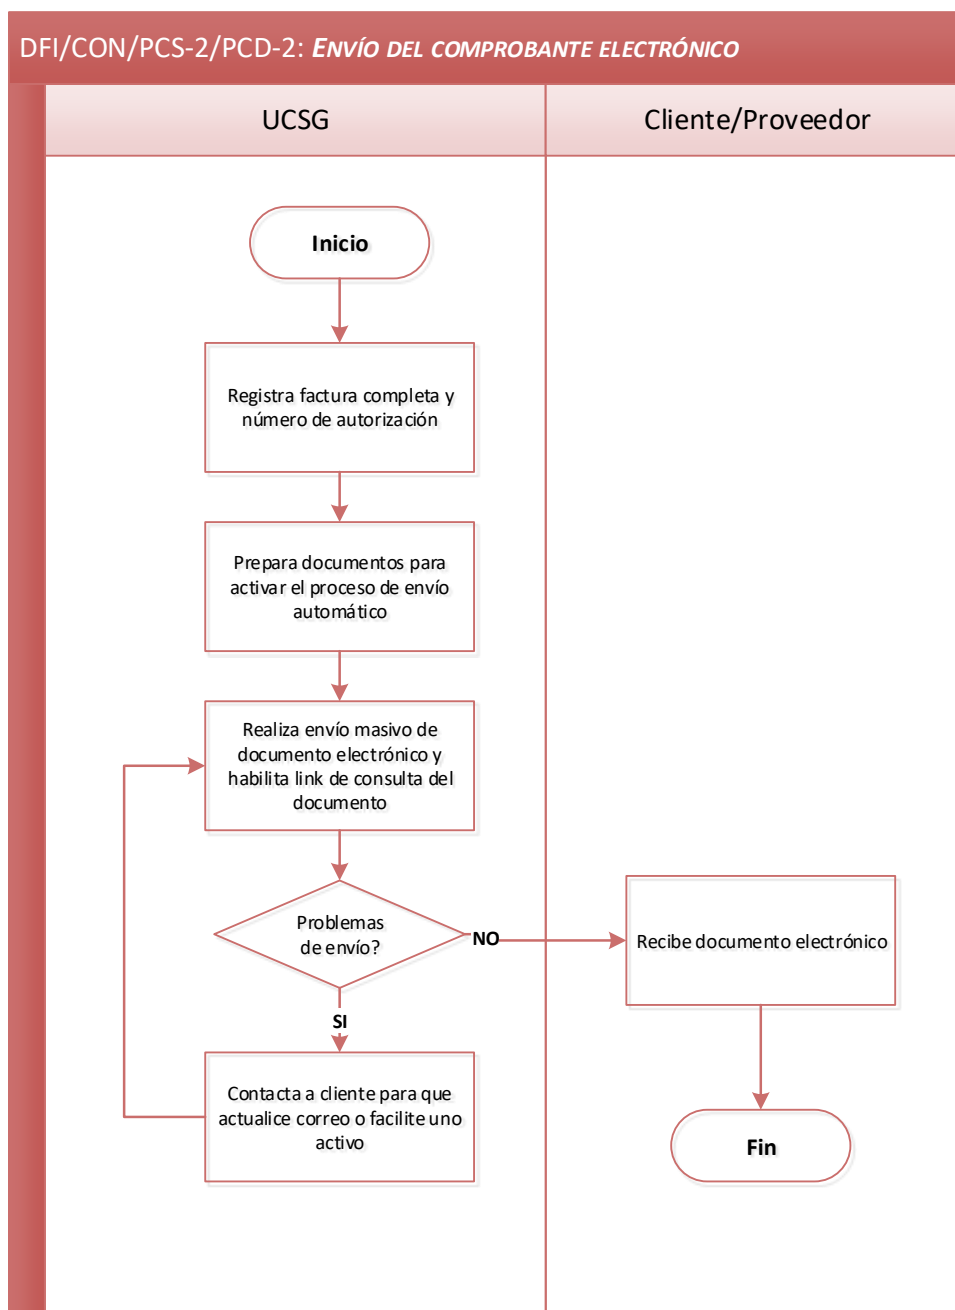 DFI/CON/PCS-2/PCD-2: ENVÍO DEL COMPROBANTE ELECTRÓNICO
UCSG
Cliente/Proveedor
Inicio
Registra factura completa y
número de autorización
Prepara documentos para
activar el proceso de envío
automático
Realiza envío masivo de
documento electrónico y
habilita link de consulta del
documento
Problemas
de envío?
NO
Recibe documento electrónico
SI
Contacta a cliente para que
actualice correo o facilite uno
activo
Fin